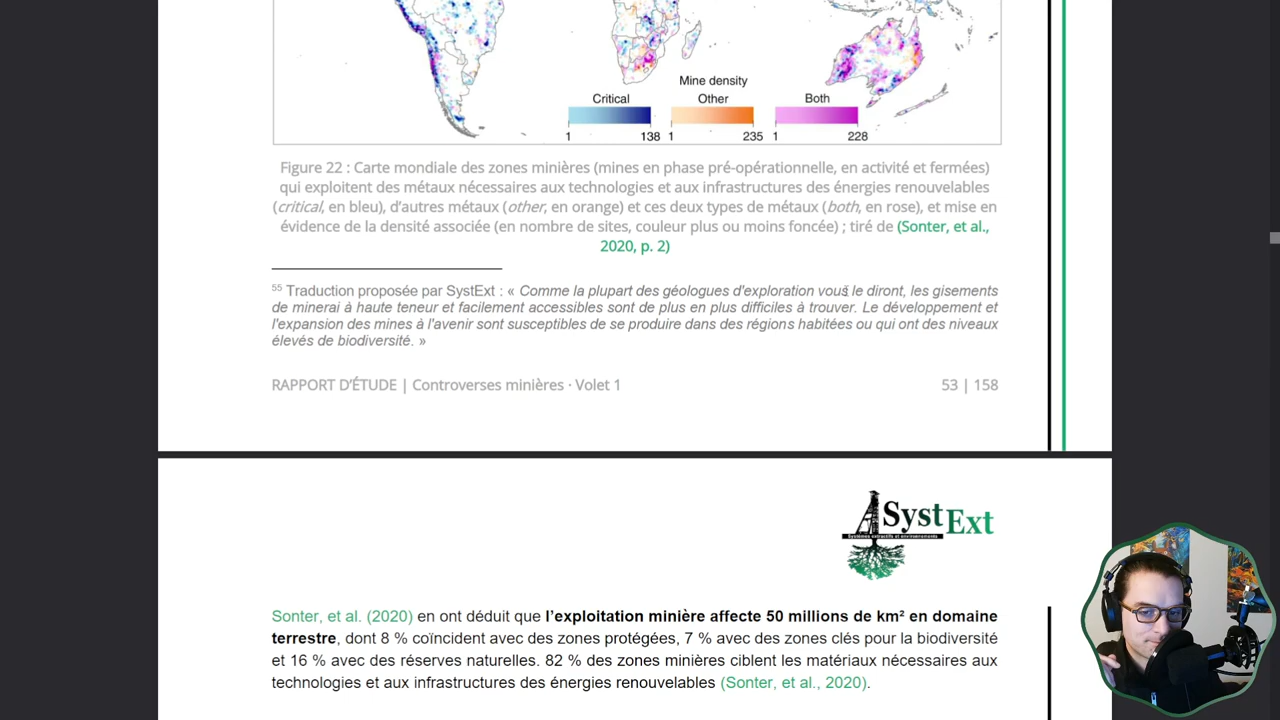 Mine density
Critical Other Both
1 138 1 235 1 228
Figure 22 : Carte mondiale des zones minières (mines en phase pré-opérationnelle, en activité et fermées)
qui exploitent des métaux nécessaires aux technologies et aux infrastructures des énergies renouvelables
(critical, en bleu), d'autres métaux (other, en orange) et ces deux types de métaux (both, en rose), et mise en
évidence de la densité associée (en nombre de sites, couleur plus ou moins foncée) ; tiré de (Sonter, et al.,
2020, p. 2)
55 Traduction proposée par SystExt : « Comme la plupart des géologues d'exploration vous le diront, les gisements
de minerai à haute teneur et facilement accessibles sont de plus en plus difficiles à trouver. Le développement et
l'expansion des mines à l'avenir sont susceptibles de se produire dans des régions habitées ou qui ont des niveaux
élevés de biodiversité. »
RAPPORT D'ÉTUDE | Controverses minières · Volet 1 53 | 158
SystExt
Systèmes extractifs et environnements
Sonter, et al. (2020) en ont déduit que l'exploitation minière affecte 50 millions de km² en domaine
terrestre, dont 8 % coïncident avec des zones protégées, 7 % avec des zones clés pour la biodiversité
et 16 % avec des réserves naturelles. 82 % des zones minières ciblent les matériaux nécessaires aux
technologies et aux infrastructures des énergies renouvelables (Sonter, et al., 2020).